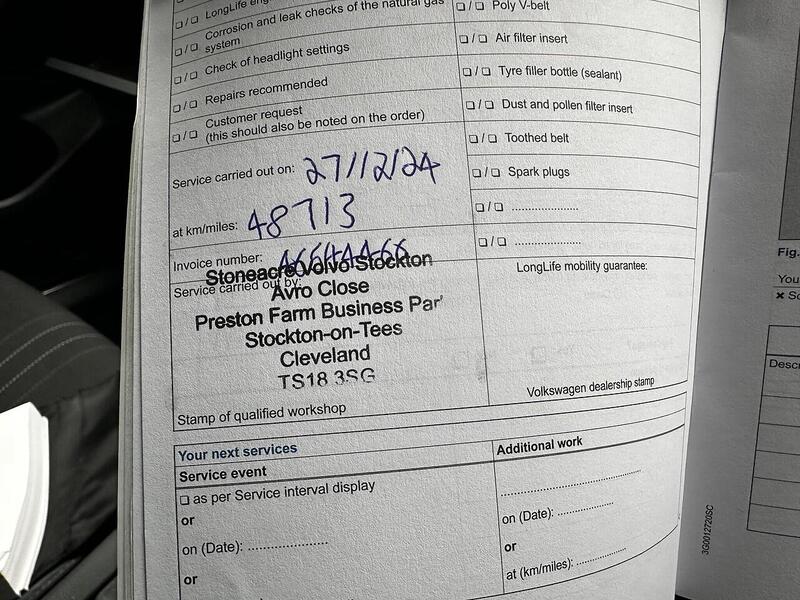 ❏ / ❏ LongLife
Corrosion and leak checks of the natural gas
❏ / ❏ system
❏ / ❏ Check of headlight settings
❏ / ❏ Repairs recommended
❏ / ❏ Customer request
(this should also be noted on the order)
Service carried out on: 27/12/24
at km/miles: 48713
Invoice number:
Service carried out by:
Stoneacre Volvo Stockton
Avro Close
Preston Farm Business Par
Stockton-on-Tees
Cleveland
TS18 3SG
Stamp of qualified workshop
❏ / ❏ Poly V-belt
❏ / ❏ Air filter insert
❏ / ❏ Tyre filler bottle (sealant)
❏ / ❏ Dust and pollen filter insert
❏ / ❏ Toothed belt
❏ / ❏ Spark plugs
❏ / ❏ .....................
❏ / ❏ .....................
LongLife mobility guarantee:
Volkswagen dealership stamp
Your next services
Service event
❏ as per Service interval display
or
on (Date): .....................
or
Additional work
.....................
on (Date): ...............
or
at (km/miles): ...............
3G0012720SC
Fig.
You
Descr